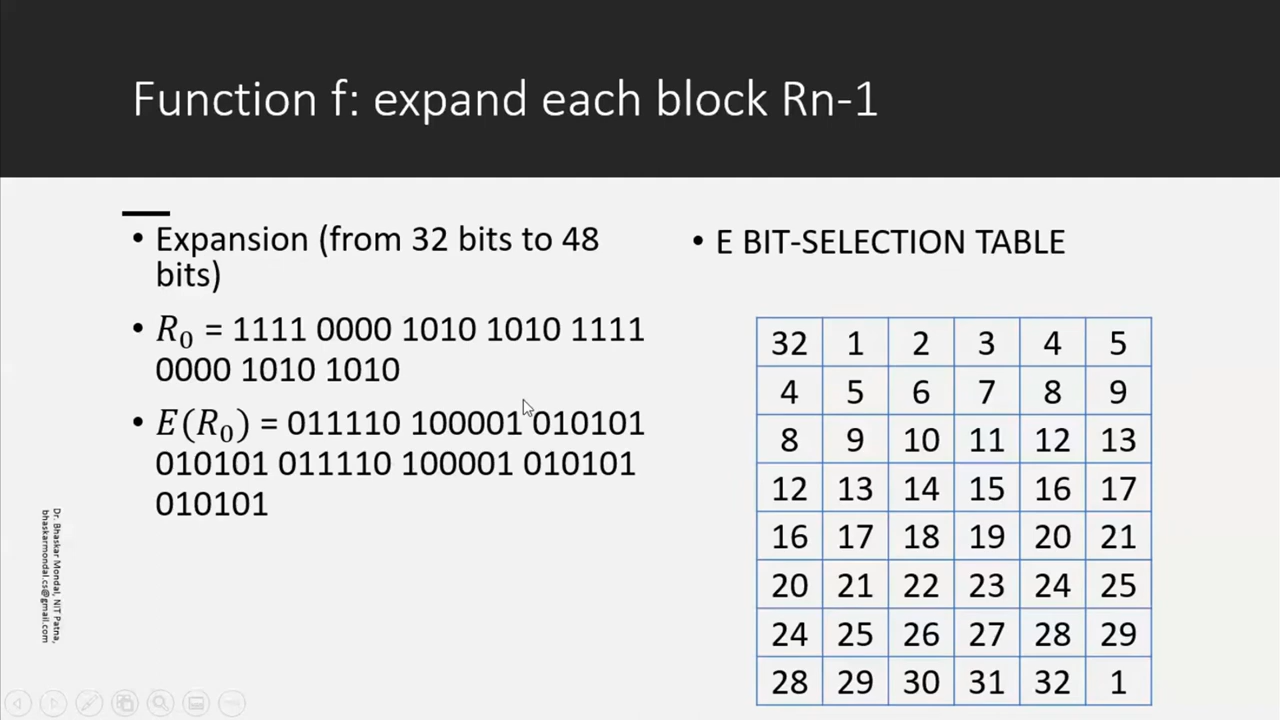 Function f: expand each block Rn-1
• Expansion (from 32 bits to 48
bits)
• R₀ = 1111 0000 1010 1010 1111
0000 1010 1010
• E(R₀) = 011110 100001 010101
010101 011110 100001 010101
010101
• E BIT-SELECTION TABLE
32 1 2 3 4 5
4 5 6 7 8 9
8 9 10 11 12 13
12 13 14 15 16 17
16 17 18 19 20 21
20 21 22 23 24 25
24 25 26 27 28 29
28 29 30 31 32 1
Dr. Bhaskar Mondal, NIT Patna,
bhaskarmondal.cs@gmail.com